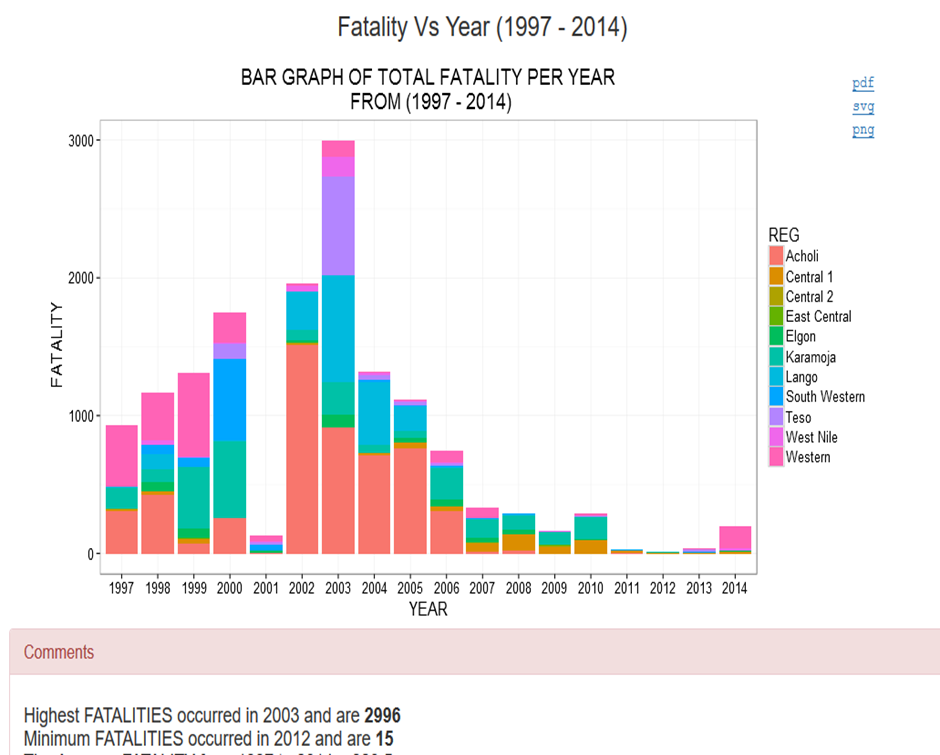 Fatality Vs Year (1997 - 2014)
BAR GRAPH OF TOTAL FATALITY PER YEAR
FROM (1997 - 2014)
pdf
svg
png
3000
2000
1000
0
FATALITY
1997 1998 1999 2000 2001 2002 2003 2004 2005 2006 2007 2008 2009 2010 2011 2012 2013 2014
YEAR
REG
Acholi
Central 1
Central 2
East Central
Elgon
Karamoja
Lango
South Western
Teso
West Nile
Western
Comments
Highest FATALITIES occurred in 2003 and are 2996
Minimum FATALITIES occurred in 2012 and are 15